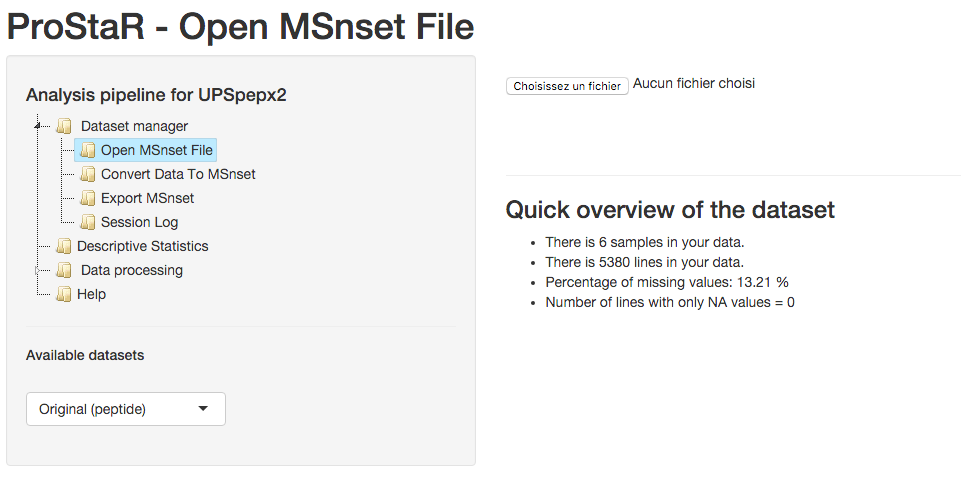 ProStaR - Open MSnset File
Analysis pipeline for UPSpepx2
Dataset manager
Open MSnset File
Convert Data To MSnset
Export MSnset
Session Log
Descriptive Statistics
Data processing
Help
Available datasets
Original (peptide)
Choisissez un fichier Aucun fichier choisi
Quick overview of the dataset
• There is 6 samples in your data.
• There is 5380 lines in your data.
• Percentage of missing values: 13.21 %
• Number of lines with only NA values = 0